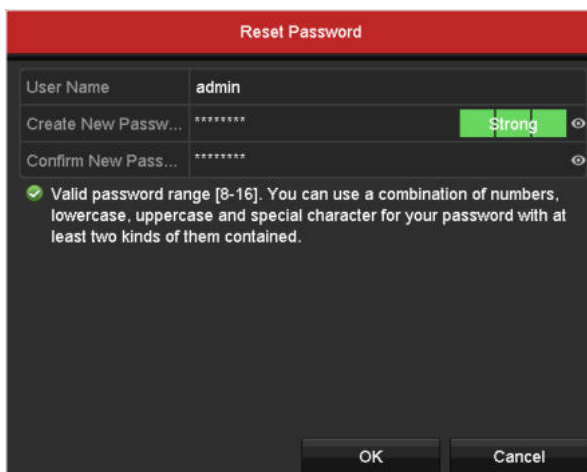 Reset Password
User Name admin
Create New Passw... ******** Strong
Confirm New Pass... ********
Valid password range [8-16]. You can use a combination of numbers,
lowercase, uppercase and special character for your password with at
least two kinds of them contained.
OK Cancel